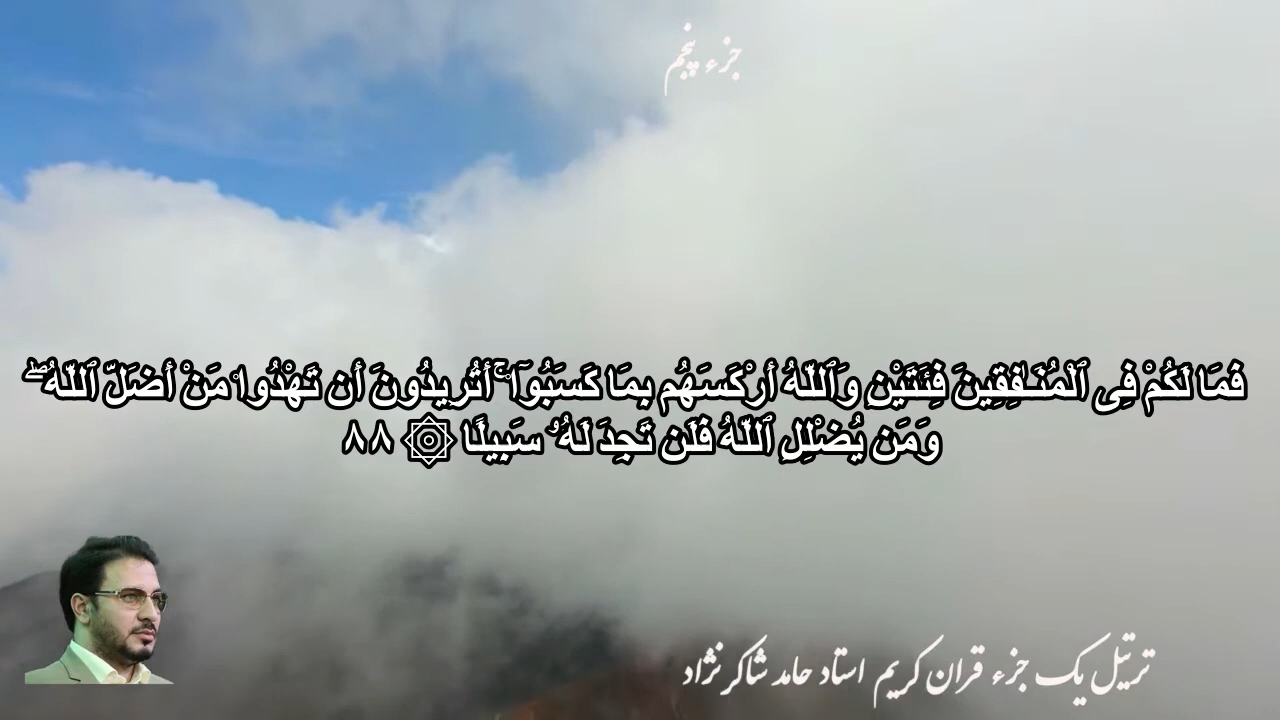 جزء پنجم
فَمَا لَكُمْ فِى ٱلْمُنَـٰفِقِينَ فِئَتَيْنِ وَٱللَّهُ أَرْكَسَهُم بِمَا كَسَبُوٓا۟ ۚ أَتُرِيدُونَ أَن تَهْدُوا۟ مَنْ أَضَلَّ ٱللَّهُ ۖ
وَمَن يُضْلِلِ ٱللَّهُ فَلَن تَجِدَ لَهُۥ سَبِيلًا ۞ ٨٨
ترتیل یک جزء قران کریم استاد حامد شاکرنژاد